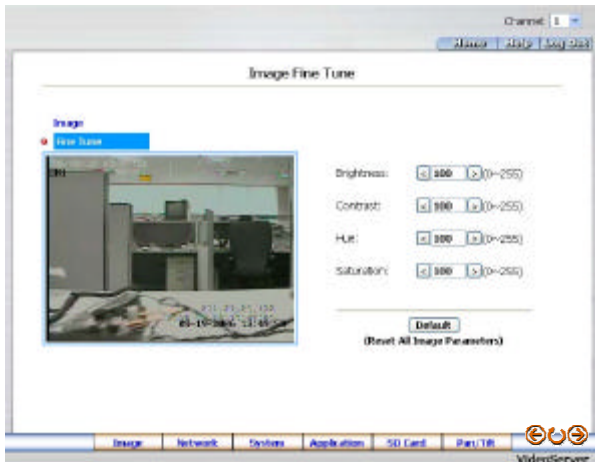 Channel: 1
Home Help Log Out
Image Fine Tune
Image
Fine Tune
Brightness: < 100 > (0~255)
Contrast: < 100 > (0~255)
Hue: < 100 > (0~255)
Saturation: < 100 > (0~255)
Default
(Reset All Image Parameters)
Image Network System Application SD Card Pan/Tilt
VideoServer